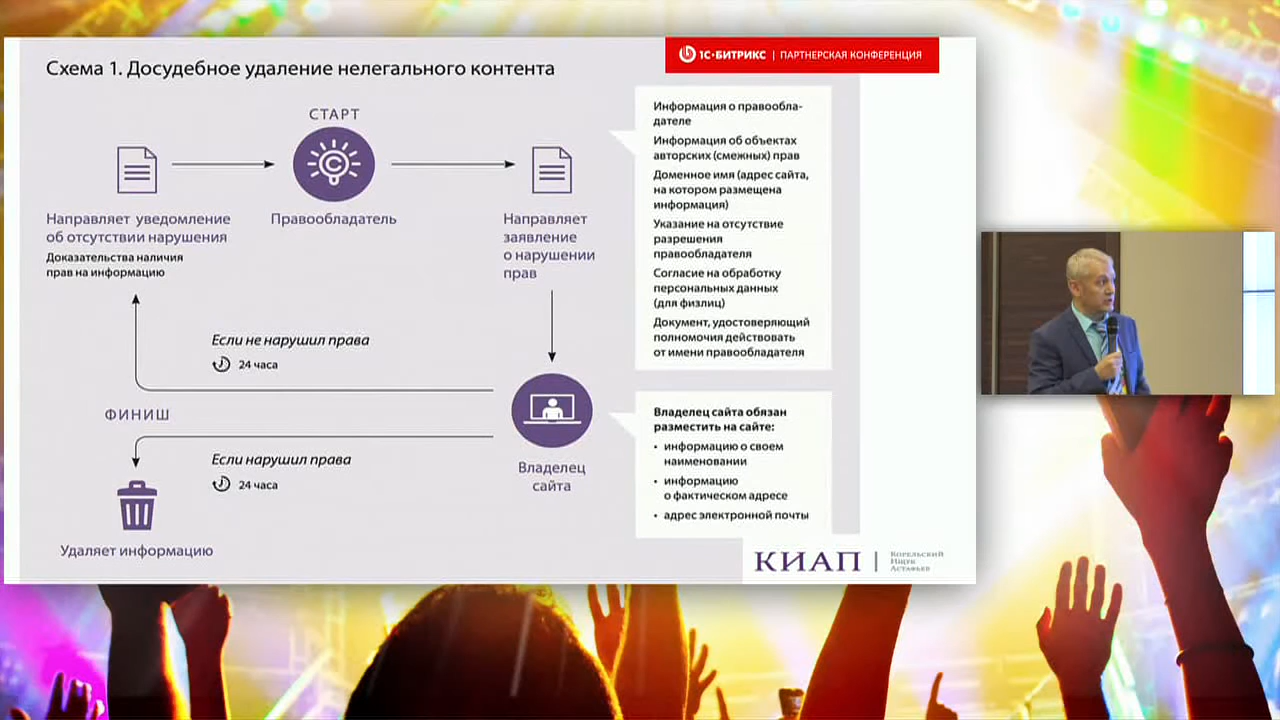 Схема 1. Досудебное удаление нелегального контента
1С·БИТРИКС | ПАРТНЕРСКАЯ КОНФЕРЕНЦИЯ
СТАРТ
Направляет уведомление
об отсутствии нарушения
Доказательства наличия
прав на информацию
Правообладатель
Направляет
заявление
о нарушении
прав
Информация о правообла-
дателе
Информация об объектах
авторских (смежных) прав
Доменное имя (адрес сайта,
на котором размещена
информация)
Указание на отсутствие
разрешения
правообладателя
Согласие на обработку
персональных данных
(для физлиц)
Документ, удостоверяющий
полномочия действовать
от имени правообладателя
Если не нарушил права
24 часа
ФИНИШ
Если нарушил права
24 часа
Удаляет информацию
Владелец
сайта
Владелец сайта обязан
разместить на сайте:
• информацию о своем
наименовании
• информацию
о фактическом адресе
• адрес электронной почты
КИАП
Корельский
Ищук
Астафьев